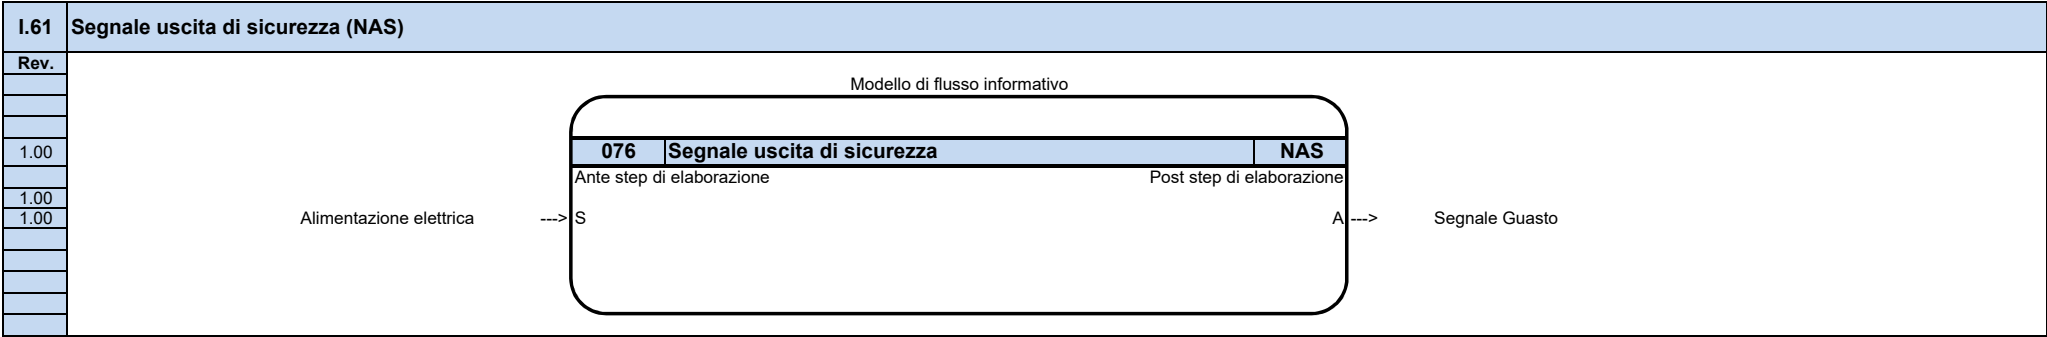 I.61 Segnale uscita di sicurezza (NAS)
Rev.
Modello di flusso informativo
1.00 076 Segnale uscita di sicurezza NAS
Ante step di elaborazione Post step di elaborazione
1.00
1.00 Alimentazione elettrica ---> S A ---> Segnale Guasto